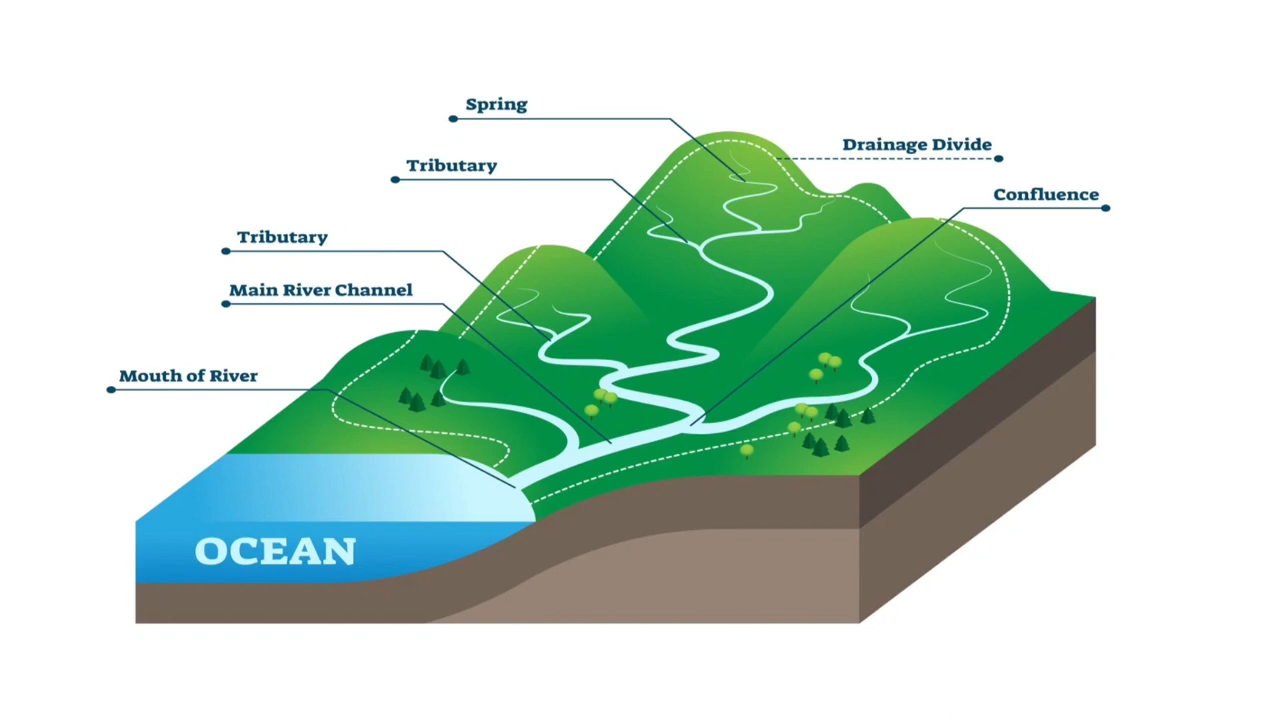 Spring
Drainage Divide
Tributary
Confluence
Tributary
Main River Channel
Mouth of River
OCEAN